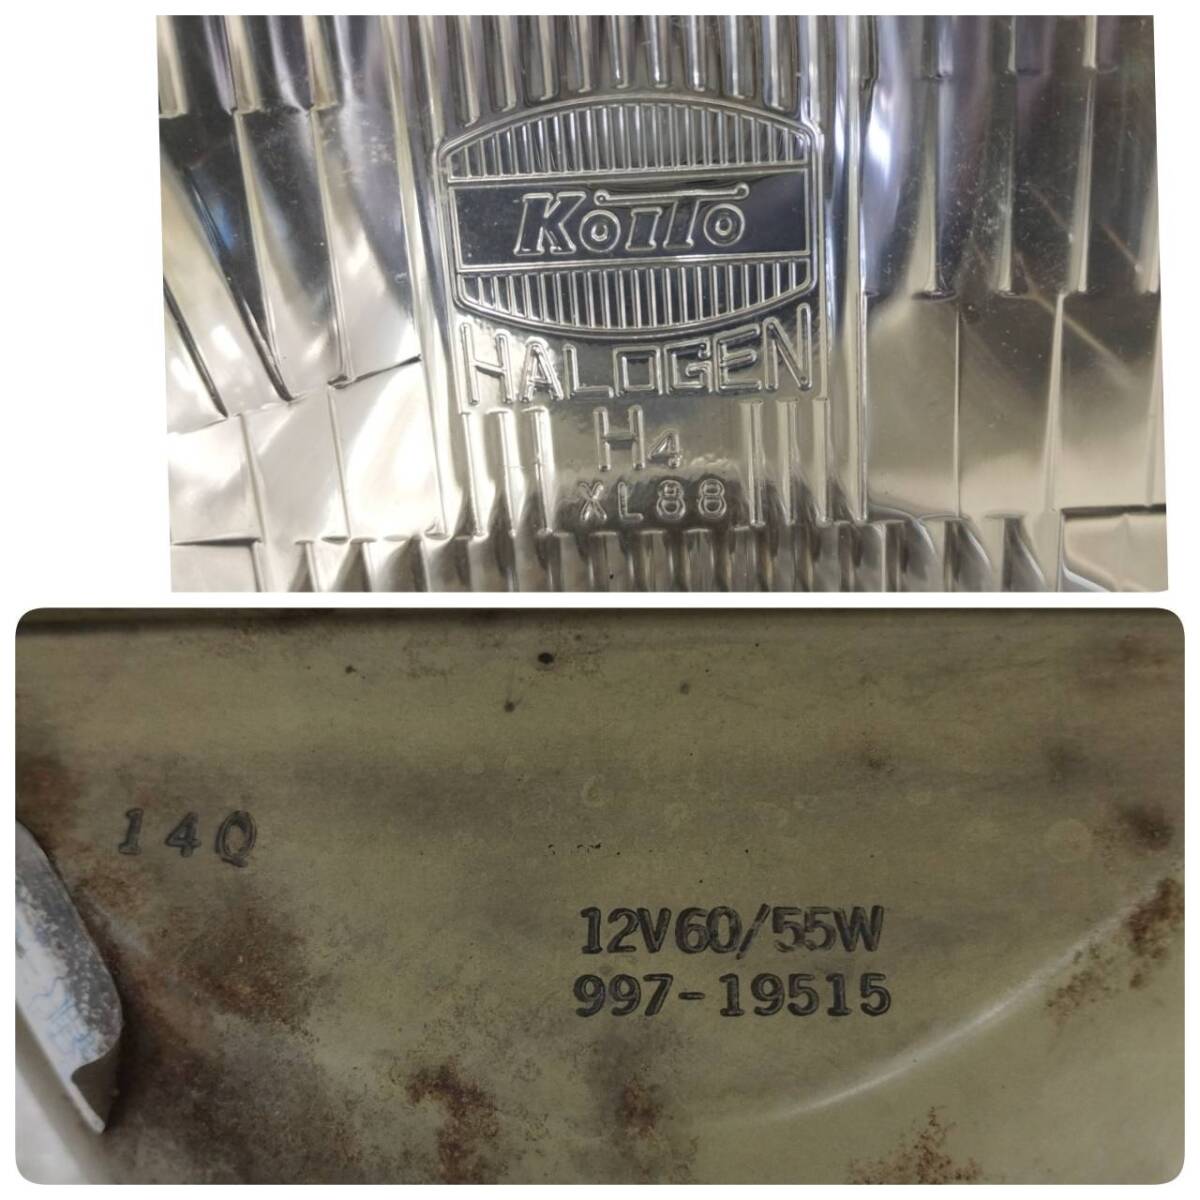 KoiTo
HALOGEN
H4
XL88
14Q
12V60/55W
997-19515